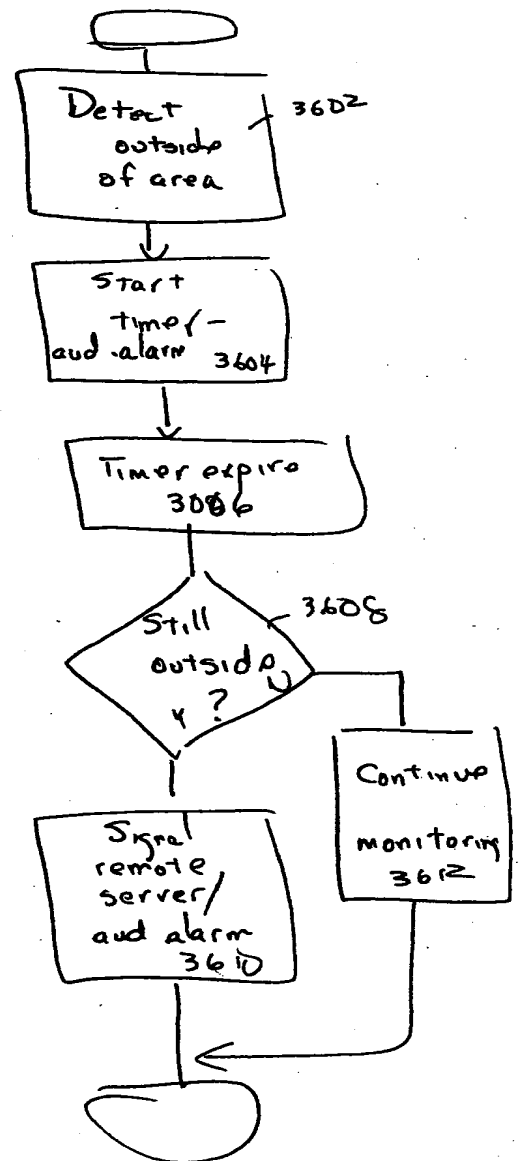 Detect
outside
of area
3602
Start
timer -
aud alarm 3604
Timer expire
3606
Still
outside
?
Y
N
3608
Continue
monitoring
3612
Signal
remote
server/
aud alarm
3610